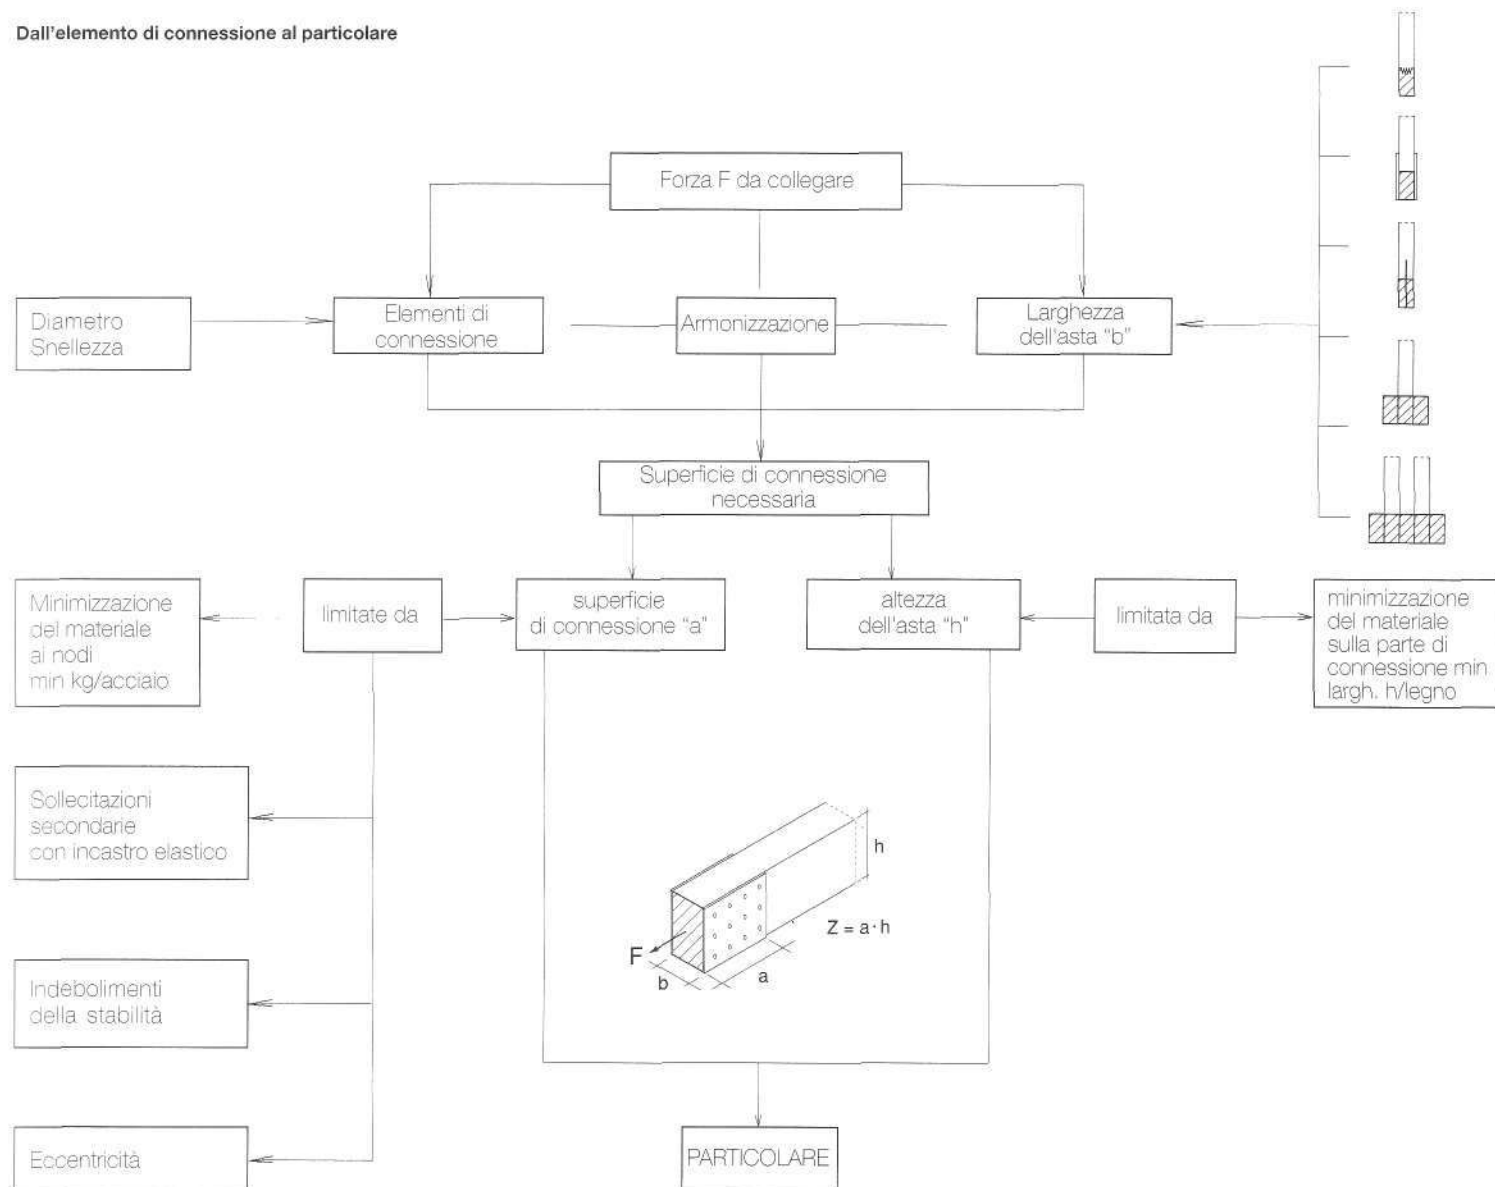 Dall'elemento di connessione al particolare
Forza F da collegare
Diametro
Snellezza
Elementi di
connessione
Armonizzazione
Larghezza
dell'asta "b"
Superficie di connessione
necessaria
Minimizzazione
del materiale
ai nodi
min kg/acciaio
limitate da
superficie
di connessione "a"
altezza
dell'asta "h"
limitata da
minimizzazione
del materiale
sulla parte di
connessione min
largh. h/legno
Sollecitazioni
secondarie
con incastro elastico
h
Z = a·h
F
b
a
Indebolimenti
della stabilità
Eccentricità
PARTICOLARE